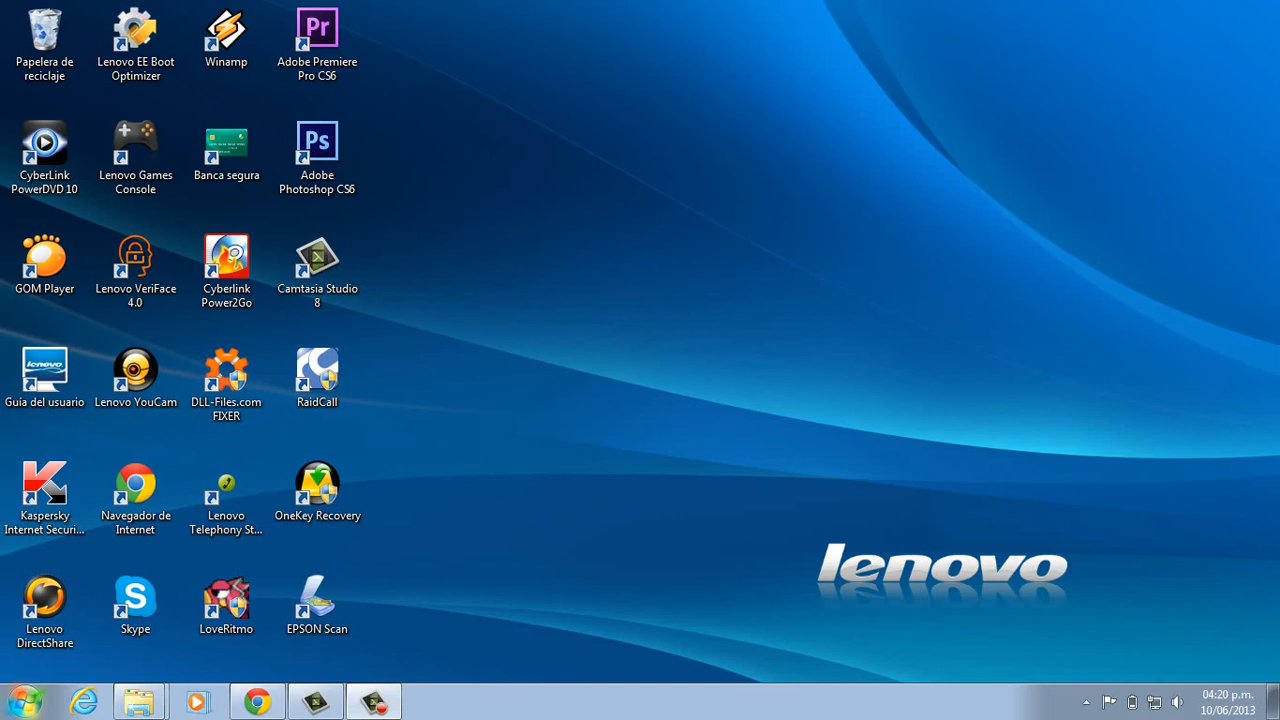 Papelera de
reciclaje
Lenovo EE Boot
Optimizer
Winamp
Pr
Adobe Premiere
Pro CS6
CyberLink
PowerDVD 10
Lenovo Games
Console
Banca segura
Ps
Adobe
Photoshop CS6
GOM Player
Lenovo VeriFace
4.0
Cyberlink
Power2Go
Camtasia Studio
8
lenovo
Guía del usuario
Lenovo YouCam
DLL-Files.com
FIXER
RaidCall
Kaspersky
Internet Securi...
Navegador de
Internet
Lenovo
Telephony St...
OneKey Recovery
Lenovo
DirectShare
Skype
LoveRitmo
EPSON Scan
lenovo
04:20 p.m.
10/06/2013